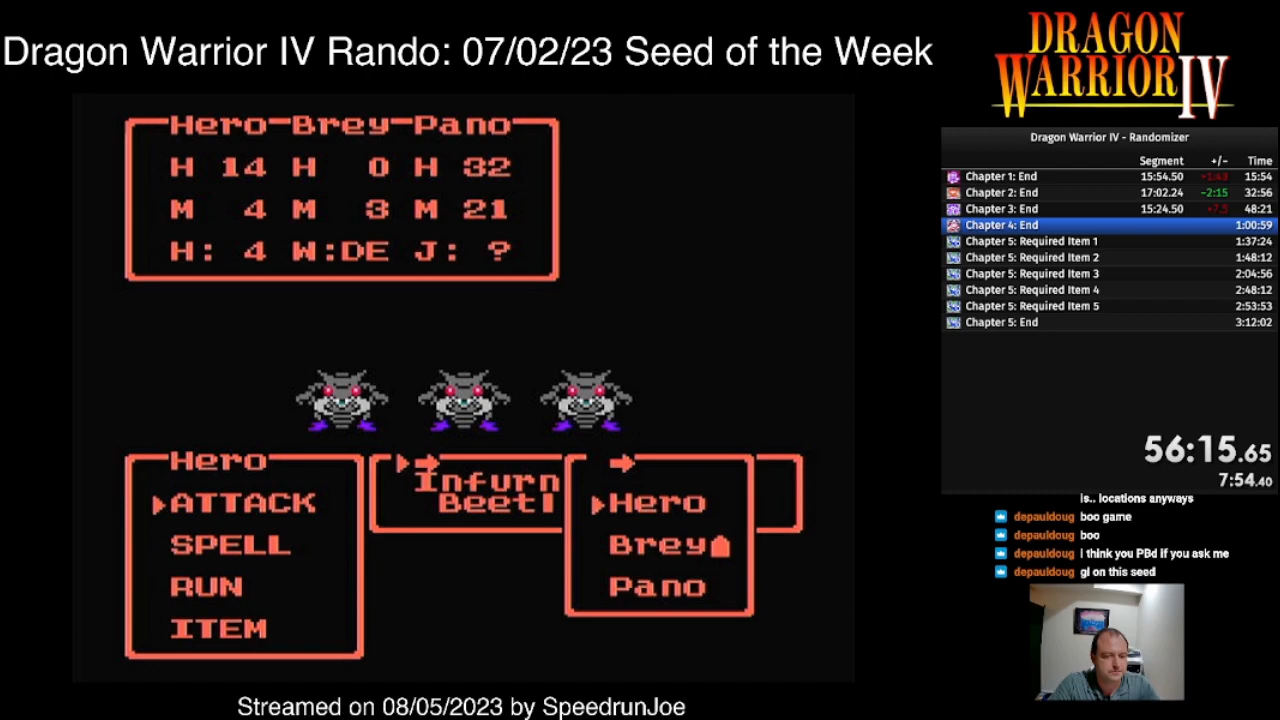 Dragon Warrior IV Rando: 07/02/23 Seed of the Week
DRAGON
WARRIOR IV
Hero Brey Pano
H 14 H 0 H 32
M 4 M 3 M 21
H: 4 W:DE J: ?
Hero
ATTACK
SPELL
RUN
ITEM
Infurn
Beetl
Hero
Brey
Pano
Dragon Warrior IV - Randomizer
Segment +/- Time
Chapter 1: End 15:54.50 +1:43 15:54
Chapter 2: End 17:02.24 −2:15 32:56
Chapter 3: End 15:24.50 +7.5 48:21
Chapter 4: End 1:00:59
Chapter 5: Required Item 1 1:37:24
Chapter 5: Required Item 2 1:48:12
Chapter 5: Required Item 3 2:04:56
Chapter 5: Required Item 4 2:48:12
Chapter 5: Required Item 5 2:53:53
Chapter 5: End 3:12:02
56:15.65
7:54.40
is.. locations anyways
depauldoug boo game
depauldoug boo
depauldoug i think you PBd if you ask me
depauldoug gl on this seed
Streamed on 08/05/2023 by SpeedrunJoe